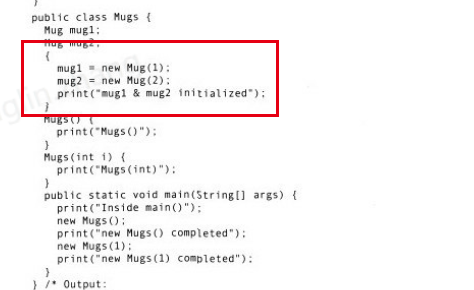 }
public class Mugs {
Mug mug1;
Mug mug2;
{
mug1 = new Mug(1);
mug2 = new Mug(2);
print("mug1 & mug2 initialized");
}
Mugs() {
print("Mugs()");
}
Mugs(int i) {
print("Mugs(int)");
}
public static void main(String[] args) {
print("Inside main()");
new Mugs();
print("new Mugs() completed");
new Mugs(1);
print("new Mugs(1) completed");
}
} /* Output: